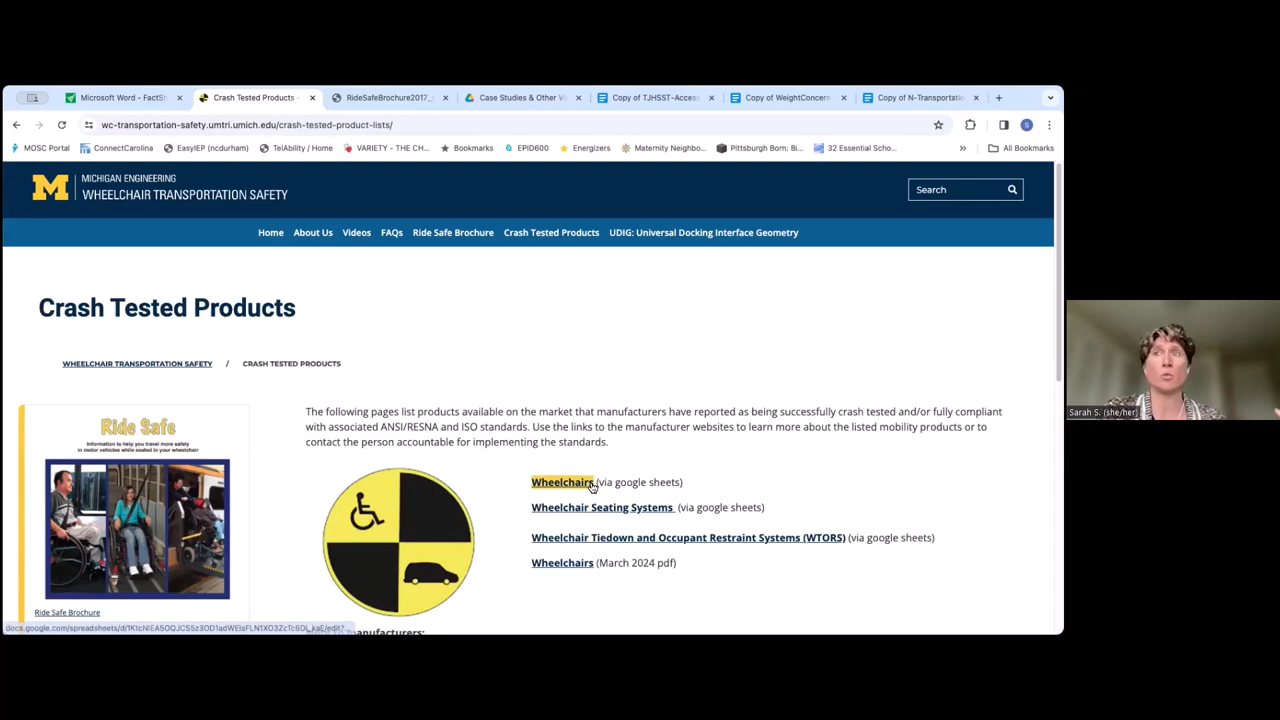 Microsoft Word - FactSh
Crash Tested Products -
RideSafeBrochure2017_
Case Studies & Other Vi
Copy of TJHSST-Access
Copy of WeightConcern
Copy of N-Transportatio
wc-transportation-safety.umtri.umich.edu/crash-tested-product-lists/
MOSC Portal
ConnectCarolina
EasyIEP (ncdurham)
TelAbility / Home
VARIETY - THE CH...
Bookmarks
EPID600
Energizers
Maternity Neighbo...
Pittsburgh Born: Bi...
32 Essential Scho...
All Bookmarks
M
MICHIGAN ENGINEERING
WHEELCHAIR TRANSPORTATION SAFETY
Search
Home About Us Videos FAQs Ride Safe Brochure Crash Tested Products UDIG: Universal Docking Interface Geometry
Crash Tested Products
WHEELCHAIR TRANSPORTATION SAFETY / CRASH TESTED PRODUCTS
Ride Safe
Information to help you travel more safely
in motor vehicles while seated in your wheelchair
Ride Safe Brochure
The following pages list products available on the market that manufacturers have reported as being successfully crash tested and/or fully compliant
with associated ANSI/RESNA and ISO standards. Use the links to the manufacturer websites to learn more about the listed mobility products or to
contact the person accountable for implementing the standards.
Wheelchairs (via google sheets)
Wheelchair Seating Systems (via google sheets)
Wheelchair Tiedown and Occupant Restraint Systems (WTORS) (via google sheets)
Wheelchairs (March 2024 pdf)
manufacturers:
Sarah S. (she/her)